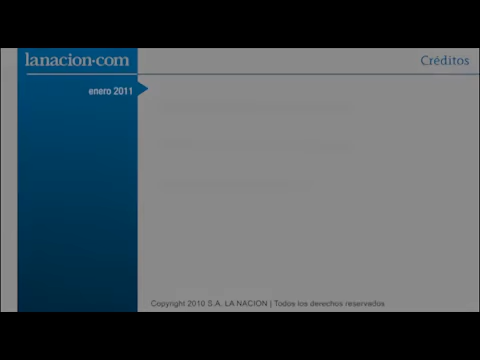 lanacion.com
Créditos
enero 2011
Copyright 2010 S.A. LA NACION | Todos los derechos reservados